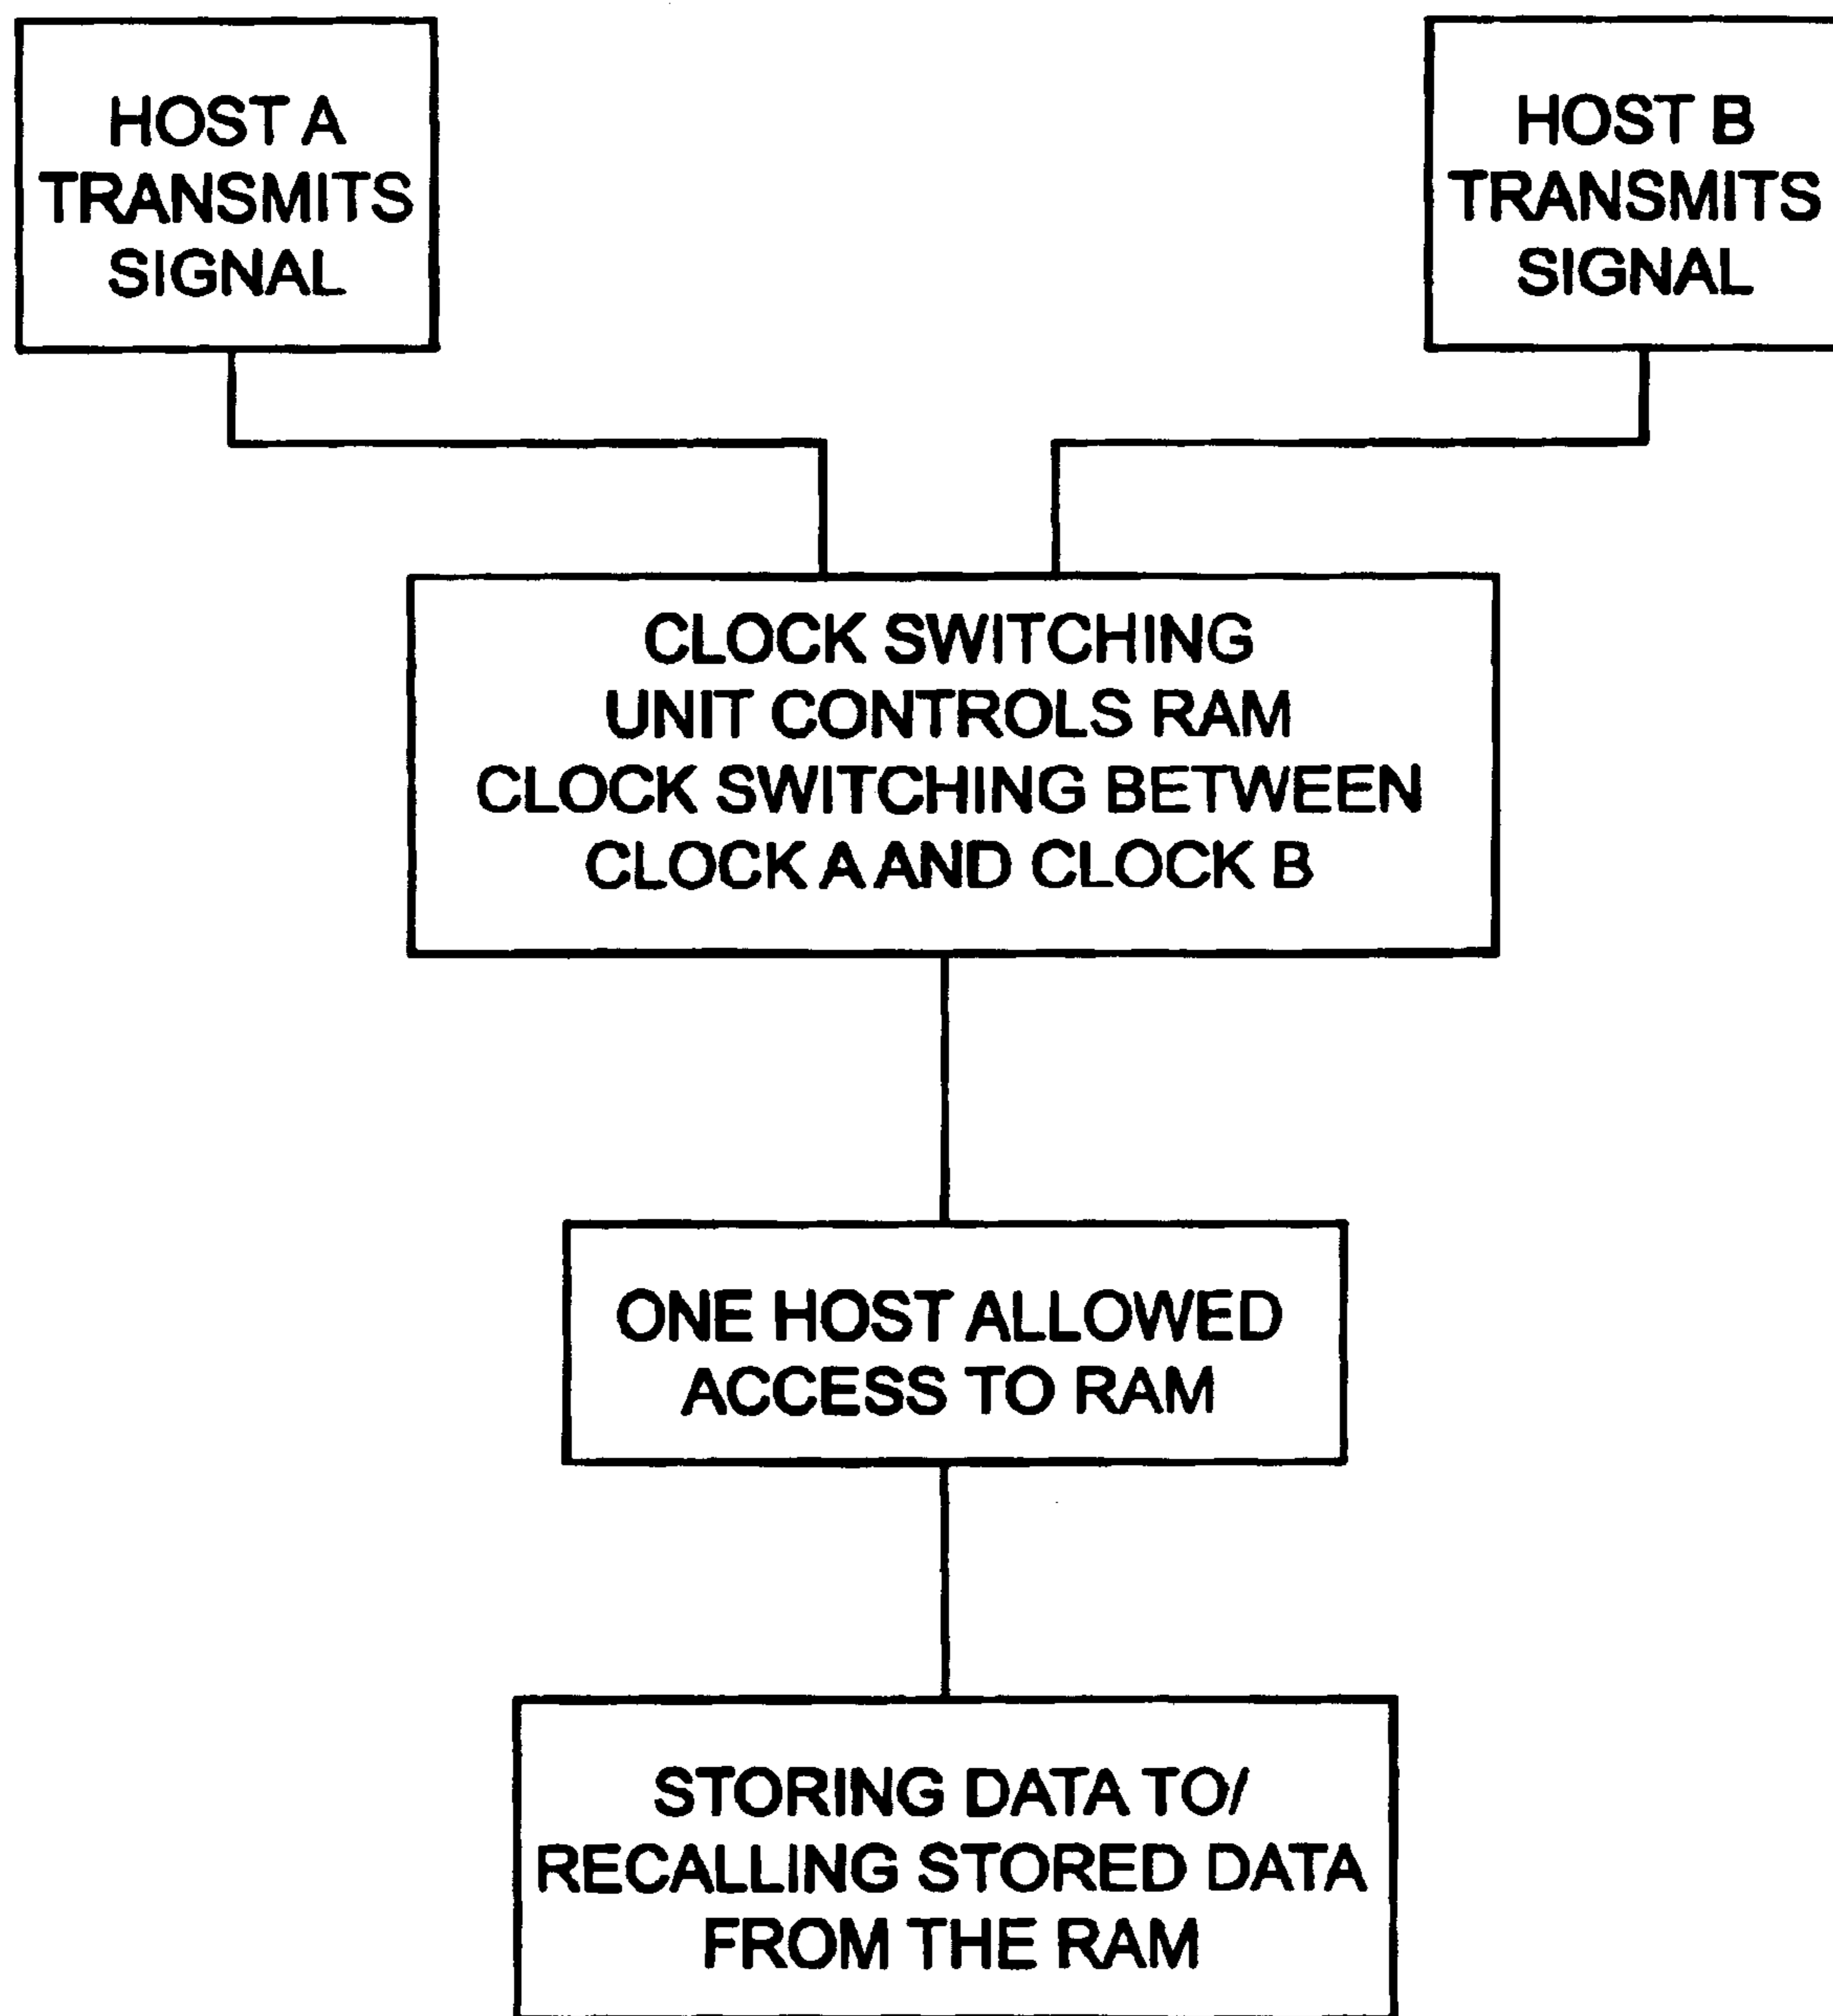 HOST A
TRANSMITS
SIGNAL
HOST B
TRANSMITS
SIGNAL
CLOCK SWITCHING
UNIT CONTROLS RAM
CLOCK SWITCHING BETWEEN
CLOCK A AND CLOCK B
ONE HOST ALLOWED
ACCESS TO RAM
STORING DATA TO/
RECALLING STORED DATA
FROM THE RAM